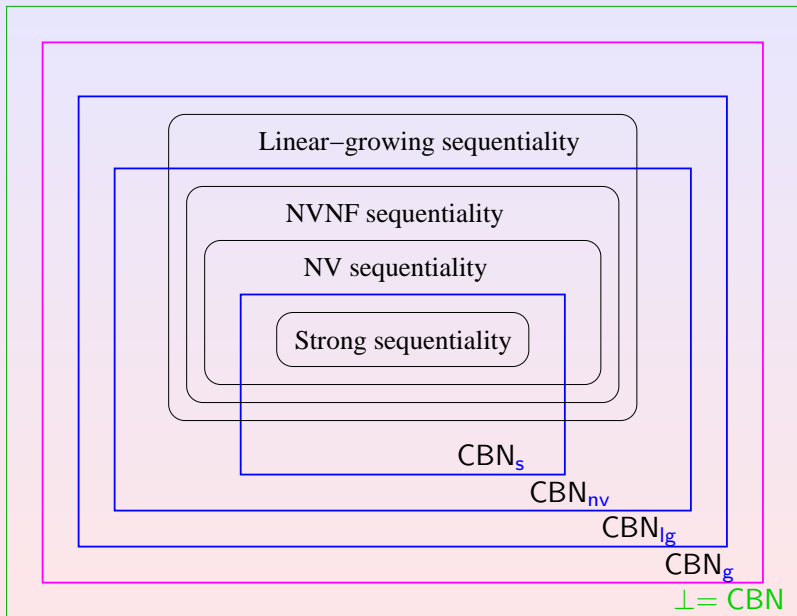 Linear−growing sequentiality
NVNF sequentiality
NV sequentiality
Strong sequentiality
CBNs
CBNnv
CBNlg
CBNg
⊥= CBN